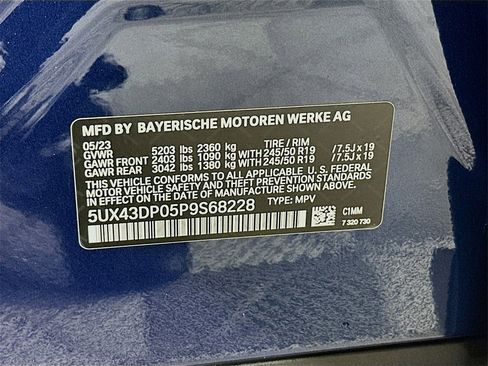 MFD BY BAYERISCHE MOTOREN WERKE AG
05/23
GVWR 5203 lbs 2360 kg TIRE / RIM
GAWR FRONT 2403 lbs 1090 kg WITH 245/50 R19 / 7.5J x 19
GAWR REAR 3042 lbs 1380 kg WITH 245/50 R19 / 7.5J x 19
THIS VEHICLE CONFORMS TO ALL APPLICABLE U.S. FEDERAL
MOTOR VEHICLE SAFETY, BUMPER, AND THEFT PREVENTION STANDARDS
IN EFFECT ON THE DATE OF MANUFACTURE SHOWN ABOVE.
5UX43DP05P9S68228 TYPE: MPV
C1MM
7 320 730